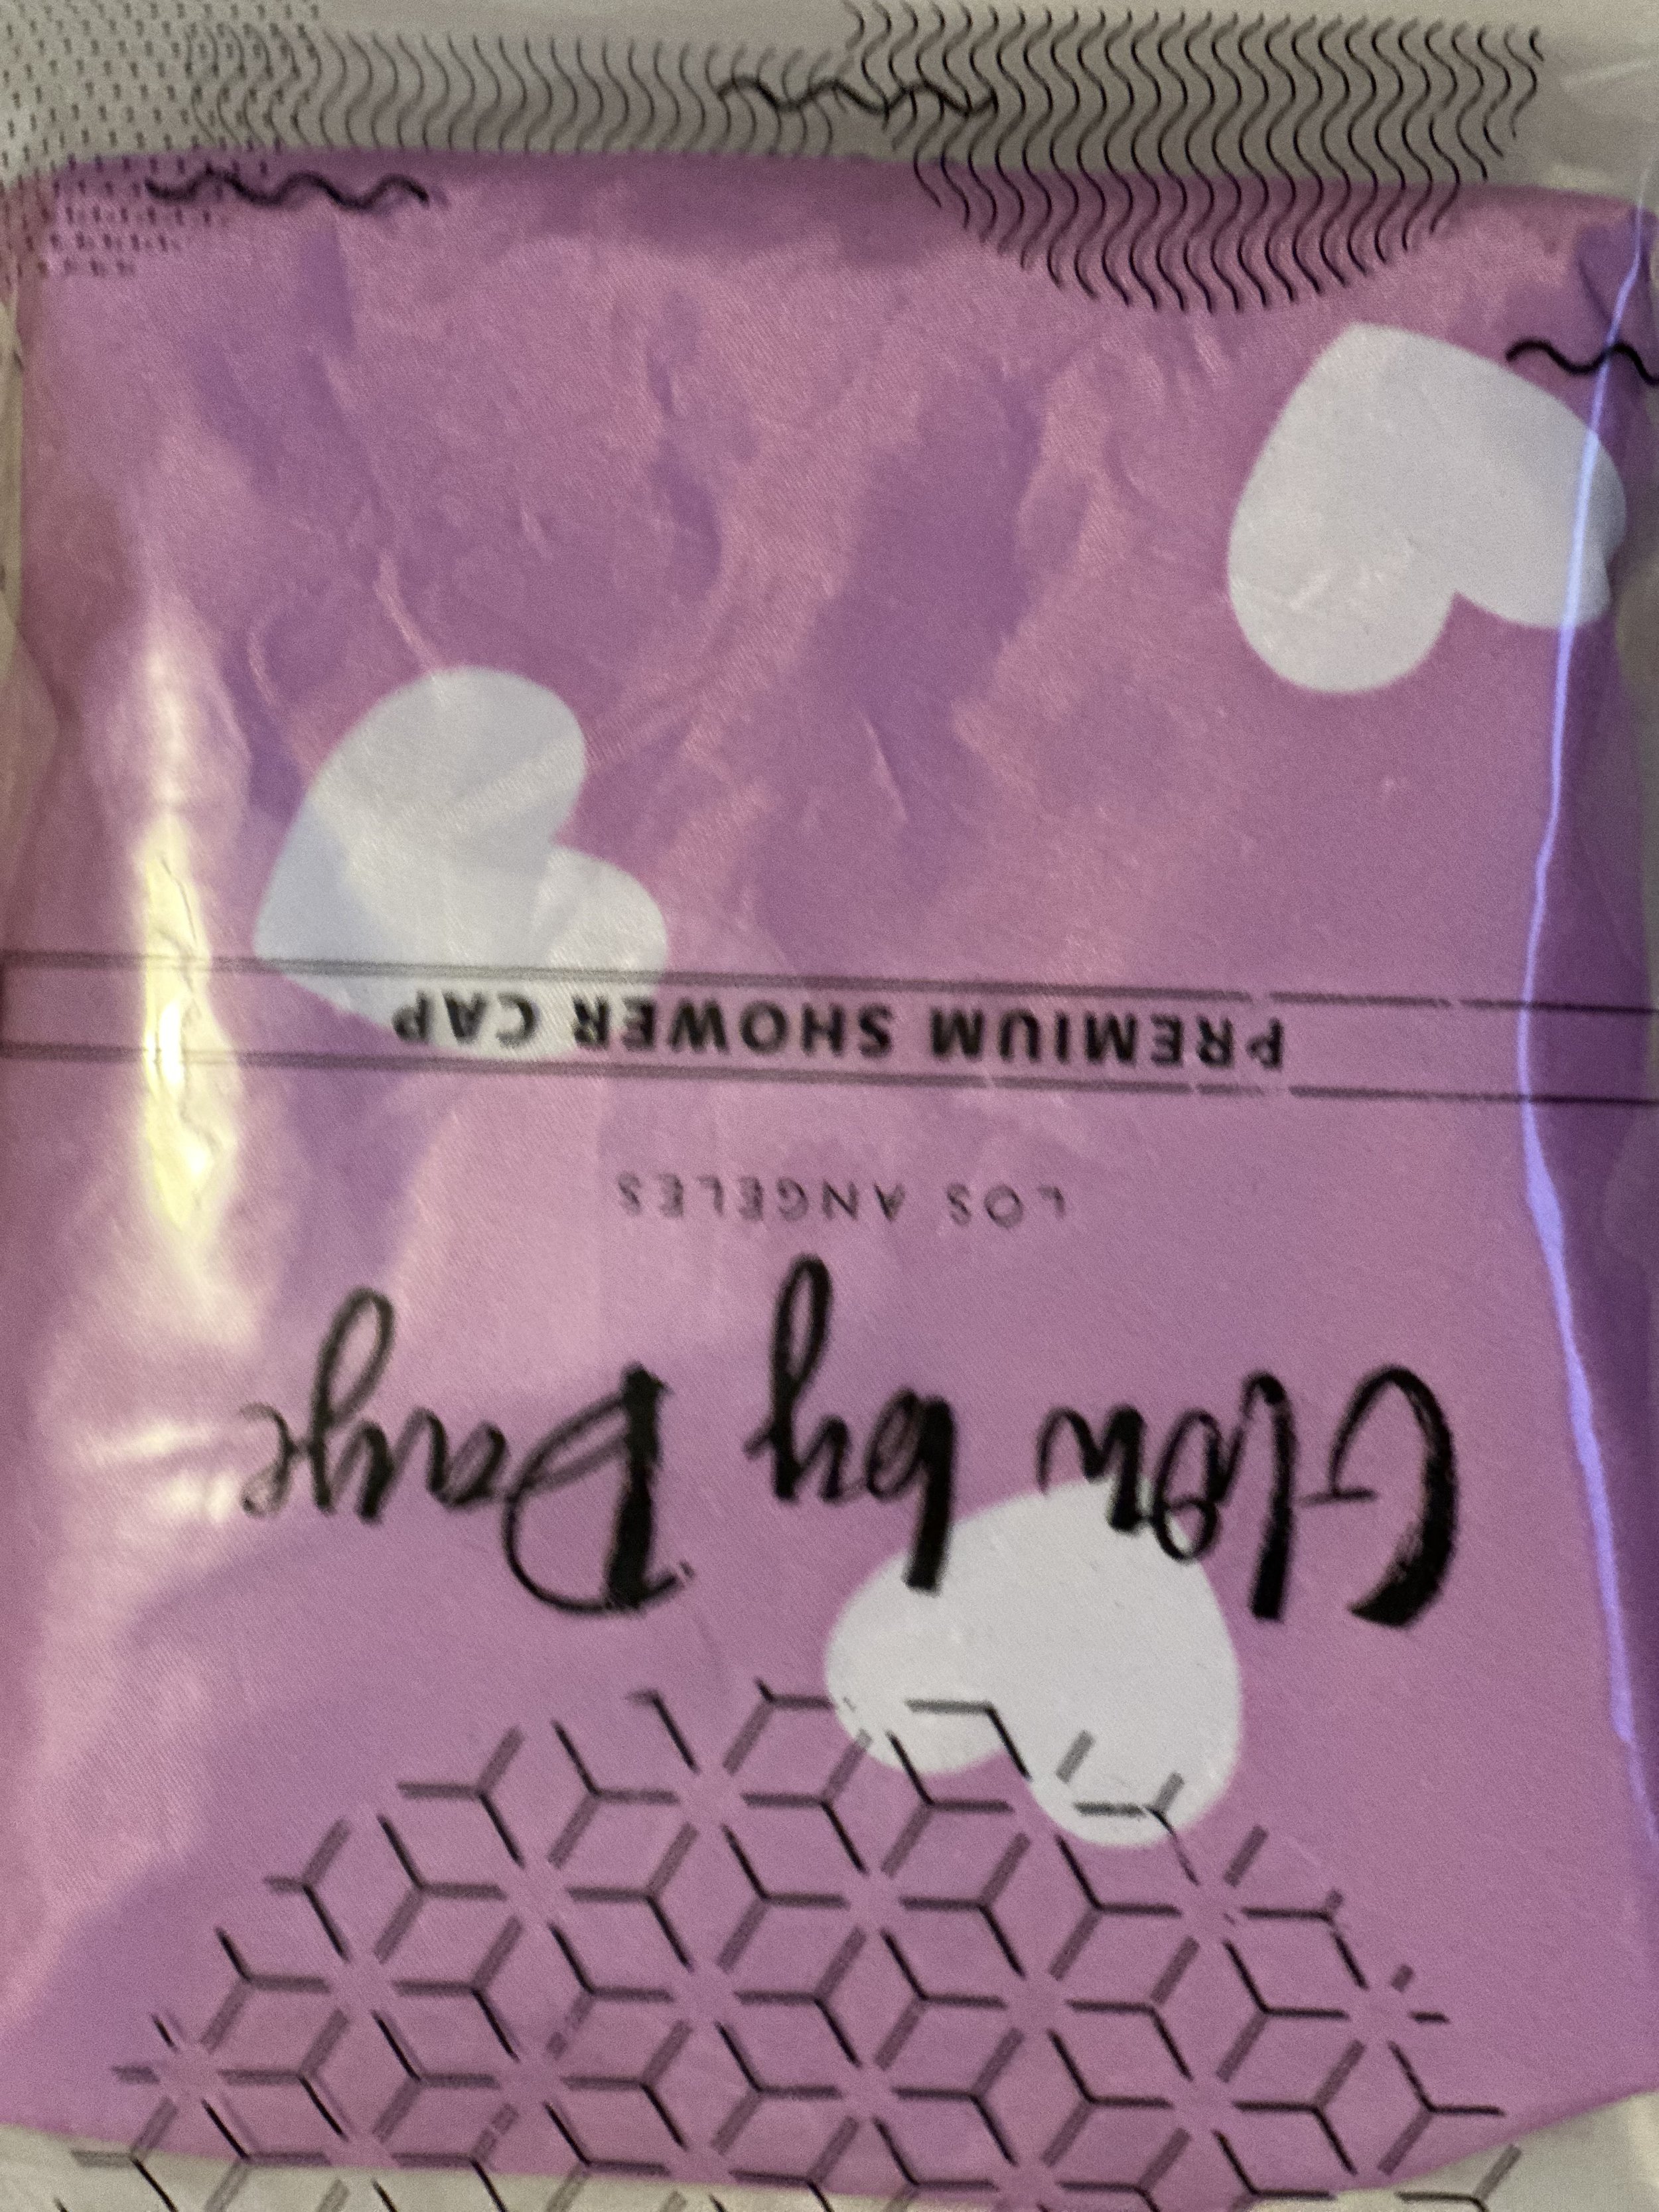 Glow by Daye
LOS ANGELES
PREMIUM SHOWER CAP